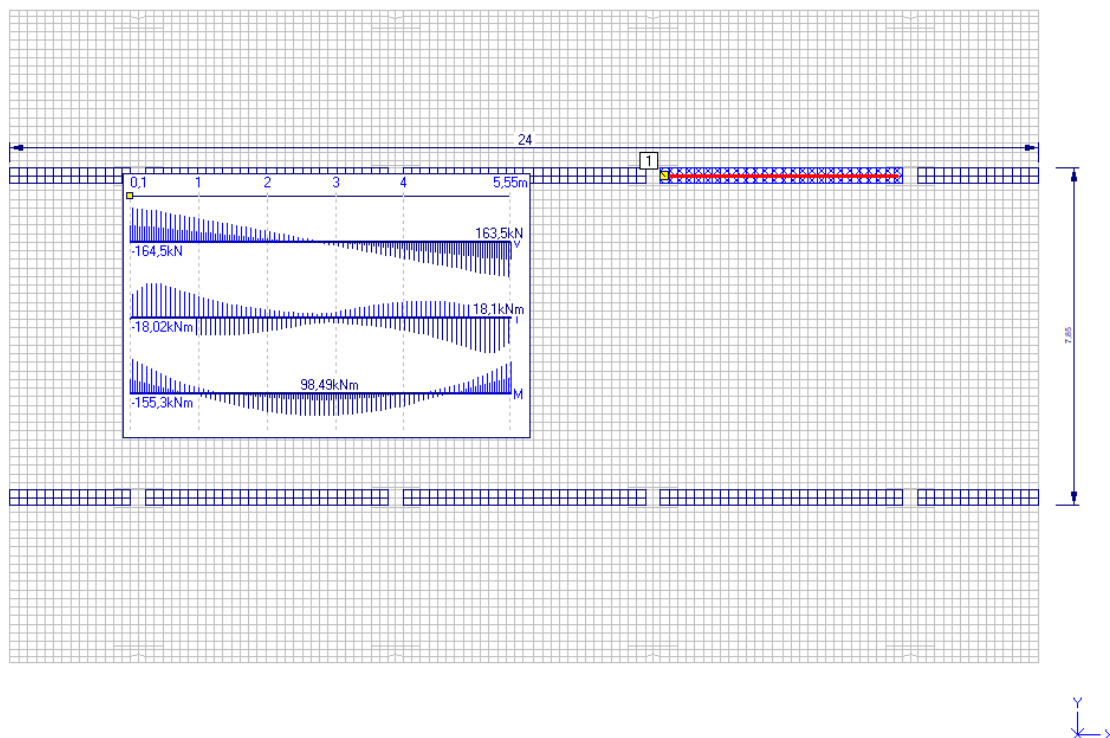 24
1
0,1 1 2 3 4 5,55m
163,5kN
V
-164,5kN
18,1kNm
T
-18,02kNm
98,49kNm
M
-155,3kNm
7.85
Y
X